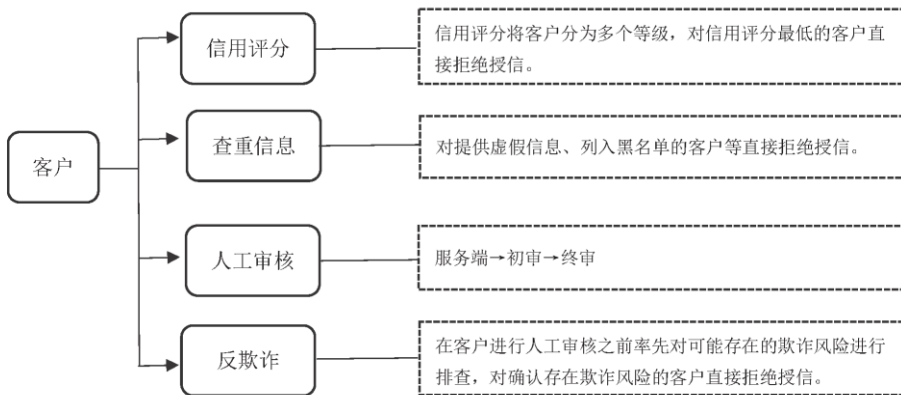 信用评分
信用评分将客户分为多个等级，对信用评分最低的客户直
接拒绝授信。
查重信息
对提供虚假信息、列入黑名单的客户等直接拒绝授信。
客户
人工审核
服务端→初审→终审
反欺诈
在客户进行人工审核之前率先对可能存在的欺诈风险进行
排查，对确认存在欺诈风险的客户直接拒绝授信。